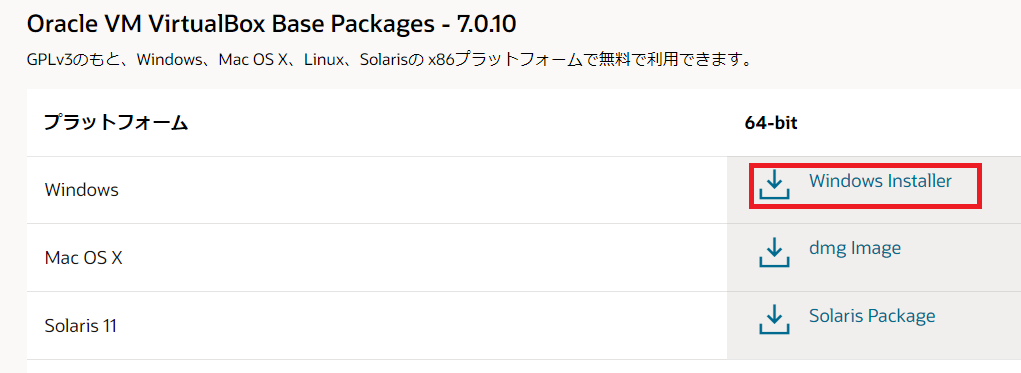 Oracle VM VirtualBox Base Packages - 7.0.10
GPLv3のもと、Windows、Mac OS X、Linux、Solarisの x86プラットフォームで無料で利用できます。
プラットフォーム 64-bit
Windows Windows Installer
Mac OS X dmg Image
Solaris 11 Solaris Package